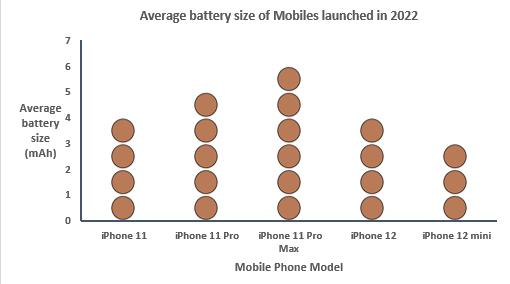 Average battery size of Mobiles launched in 2022
7
6
5
4
3
2
1
0
Average
battery
size
(mAh)
iPhone 11
iPhone 11 Pro
iPhone 11 Pro
Max
iPhone 12
iPhone 12 mini
Mobile Phone Model